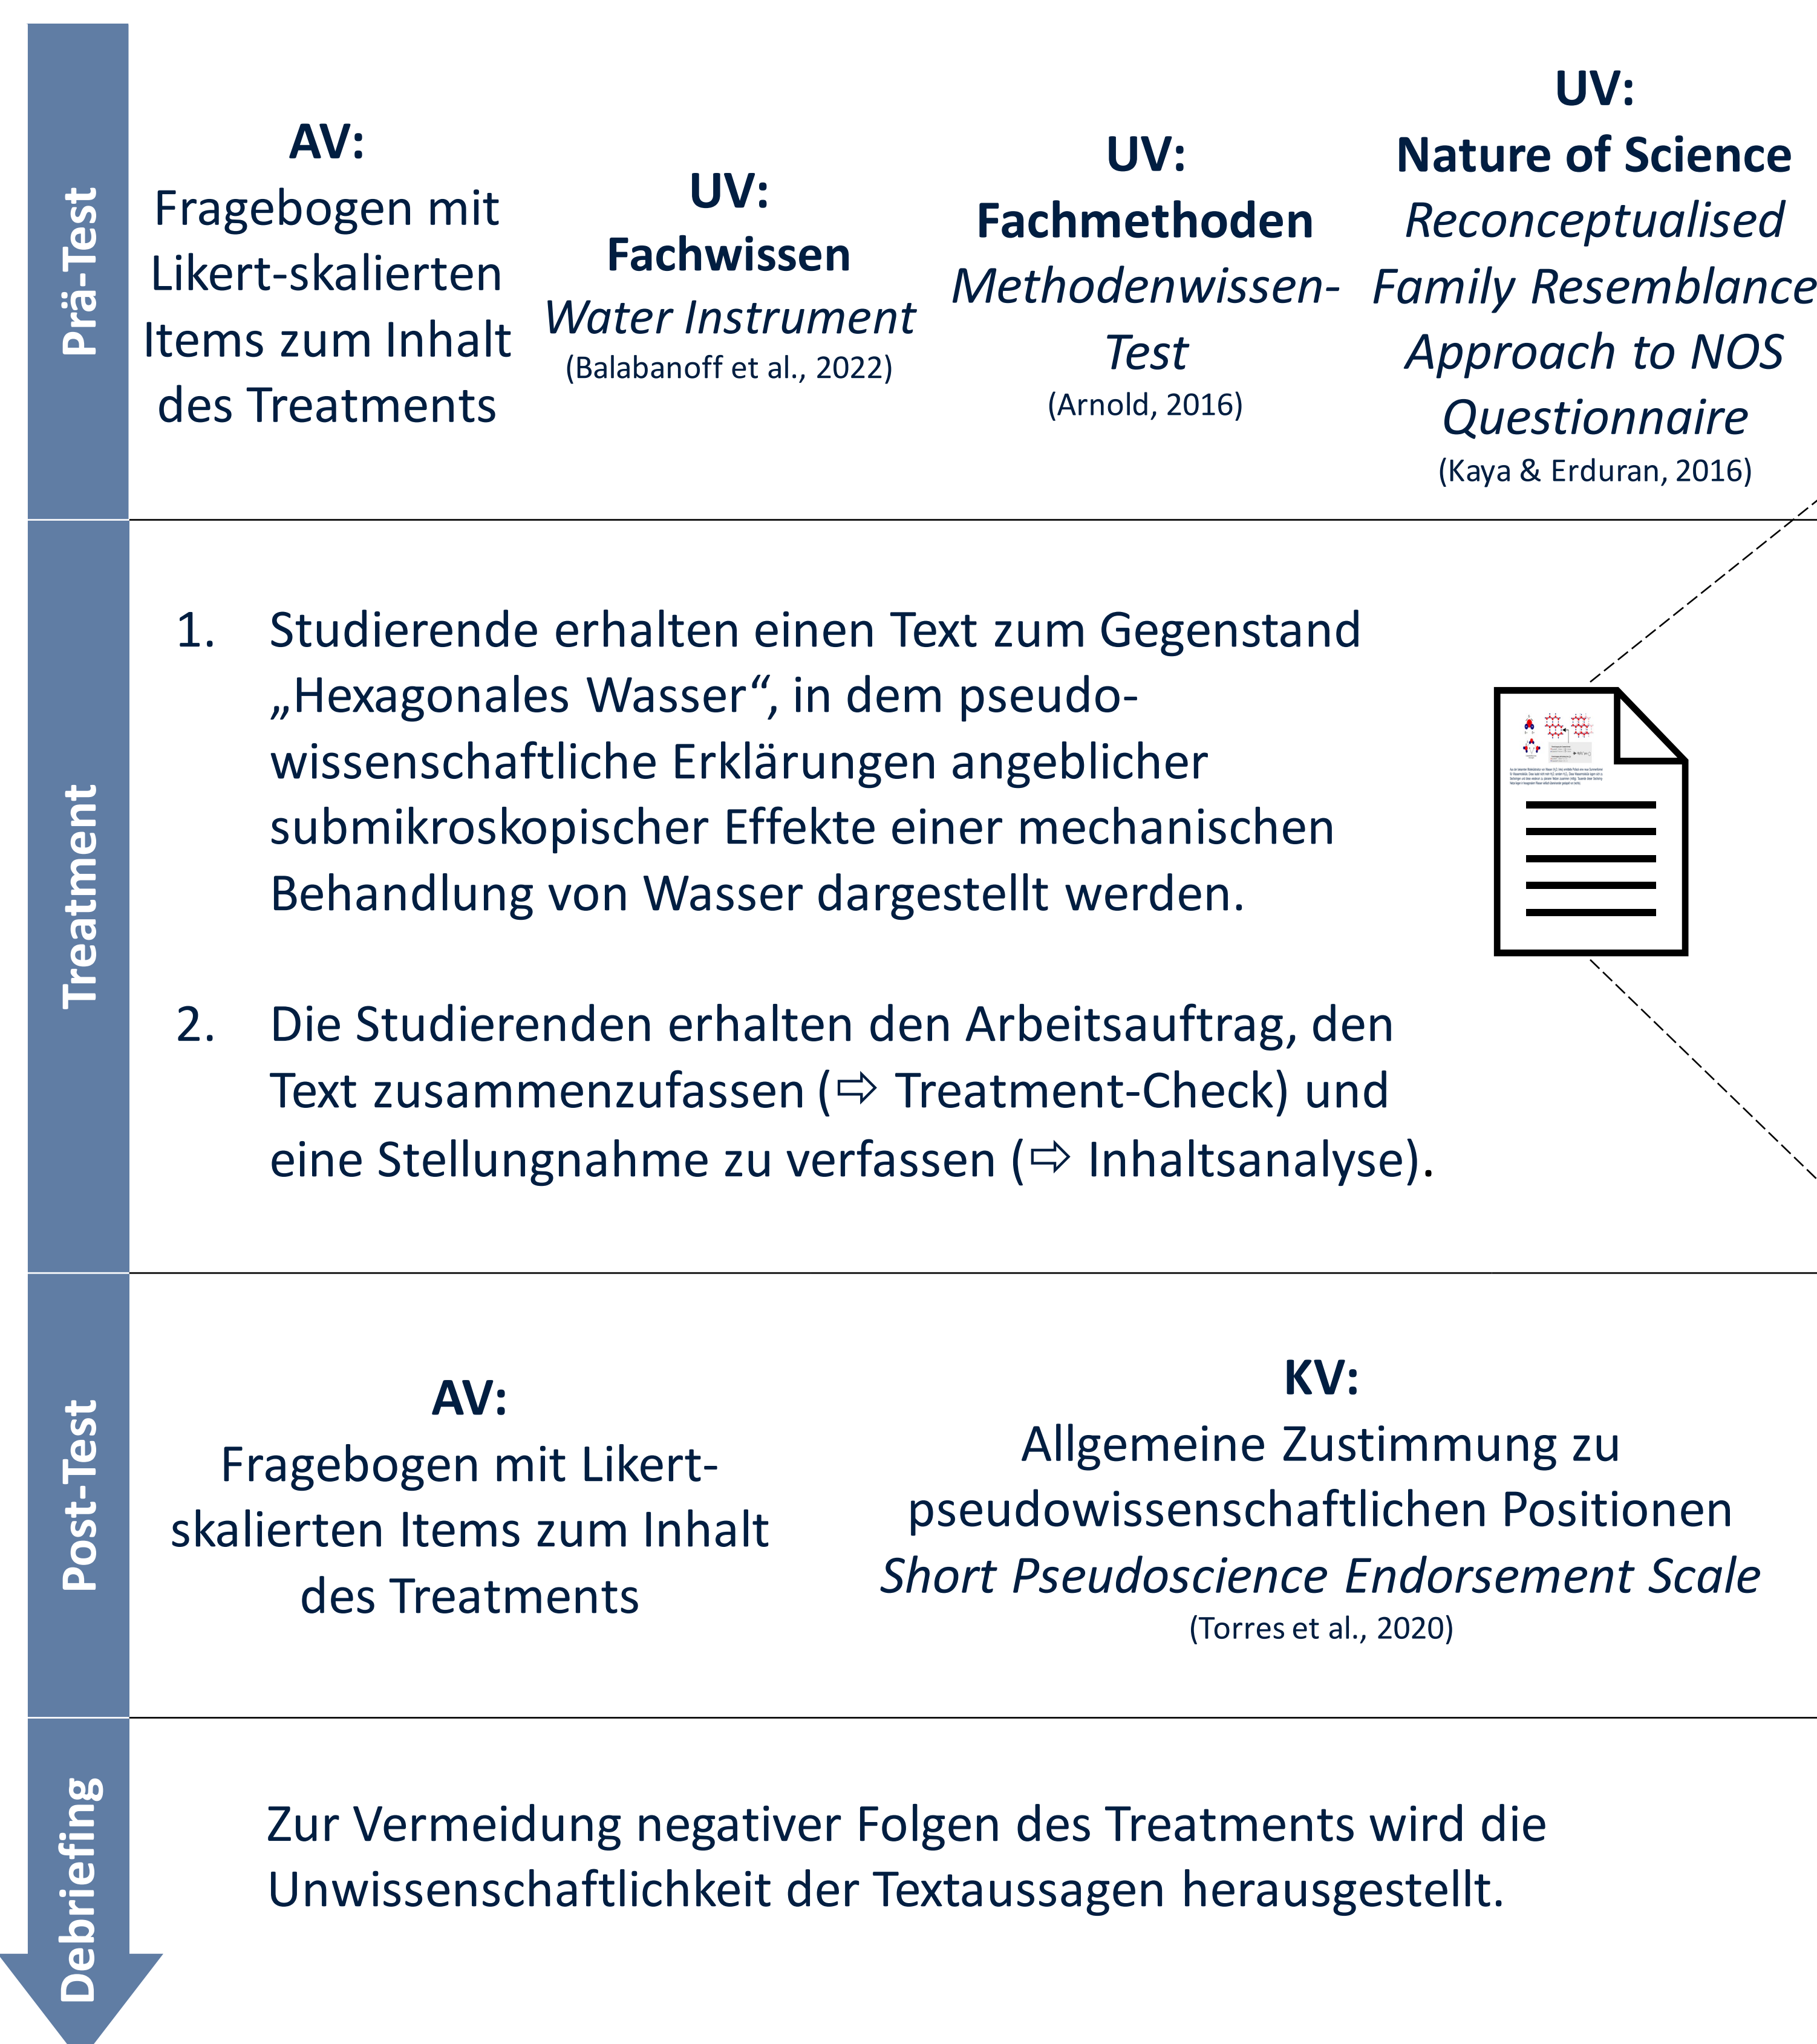 Prä-Test
AV:
Fragebogen mit
Likert-skalierten
Items zum Inhalt
des Treatments
UV:
Fachwissen
Water Instrument
(Balabanoff et al., 2022)
UV:
Fachmethoden
Methodenwissen-
Test
(Arnold, 2016)
UV:
Nature of Science
Reconceptualised
Family Resemblance
Approach to NOS
Questionnaire
(Kaya & Erduran, 2016)
Treatment
1. Studierende erhalten einen Text zum Gegenstand
„Hexagonales Wasser“, in dem pseudo-
wissenschaftliche Erklärungen angeblicher
submikroskopischer Effekte einer mechanischen
Behandlung von Wasser dargestellt werden.
2. Die Studierenden erhalten den Arbeitsauftrag, den
Text zusammenzufassen (⇨ Treatment-Check) und
eine Stellungnahme zu verfassen (⇨ Inhaltsanalyse).
Post-Test
AV:
Fragebogen mit Likert-
skalierten Items zum Inhalt
des Treatments
KV:
Allgemeine Zustimmung zu
pseudowissenschaftlichen Positionen
Short Pseudoscience Endorsement Scale
(Torres et al., 2020)
Debriefing
Zur Vermeidung negativer Folgen des Treatments wird die
Unwissenschaftlichkeit der Textaussagen herausgestellt.